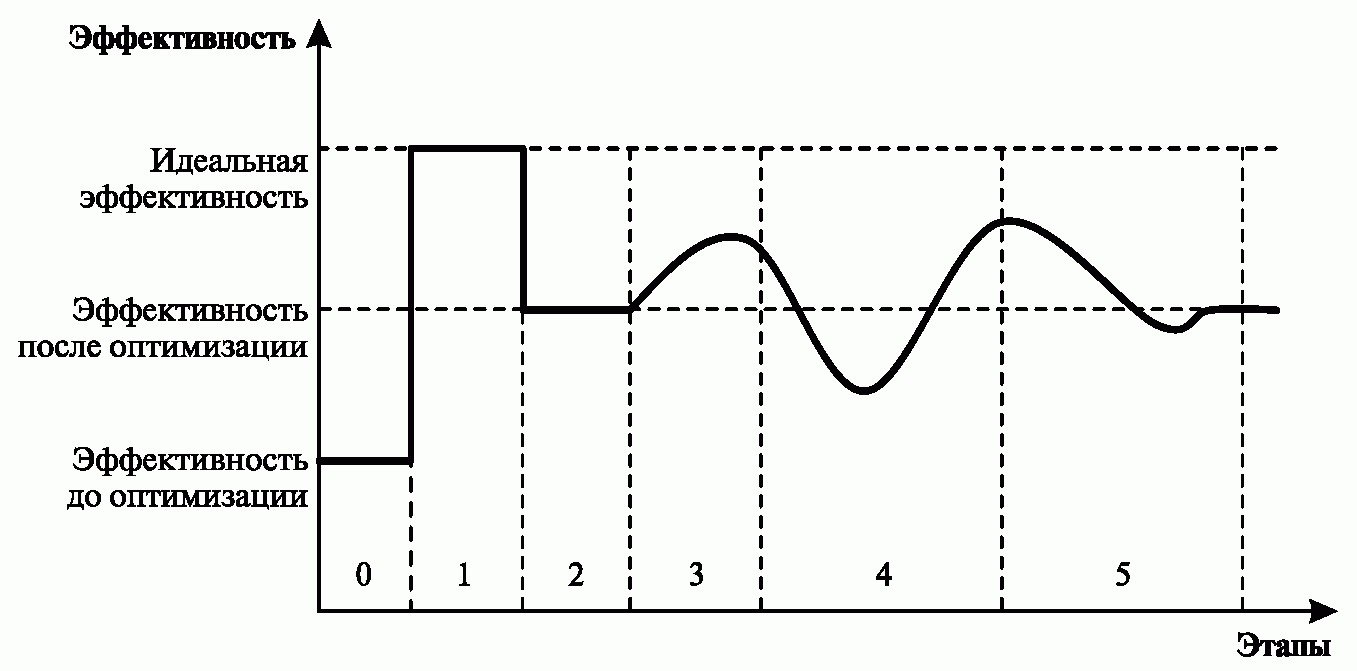 Эффективность
Идеальная
эффективность
Эффективность
после оптимизации
Эффективность
до оптимизации
0 1 2 3 4 5
Этапы